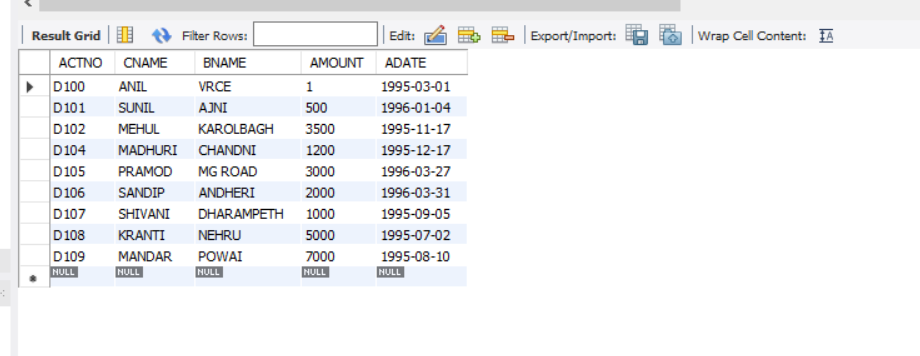 Result Grid Filter Rows: Edit: Export/Import: Wrap Cell Content: IA
ACTNO CNAME BNAME AMOUNT ADATE
D100 ANIL VRCE 1 1995-03-01
D101 SUNIL AJNI 500 1996-01-04
D102 MEHUL KAROLBAGH 3500 1995-11-17
D104 MADHURI CHANDNI 1200 1995-12-17
D105 PRAMOD MG ROAD 3000 1996-03-27
D106 SANDIP ANDHERI 2000 1996-03-31
D107 SHIVANI DHARAMPETH 1000 1995-09-05
D108 KRANTI NEHRU 5000 1995-07-02
D109 MANDAR POWAI 7000 1995-08-10
NULL NULL NULL NULL NULL